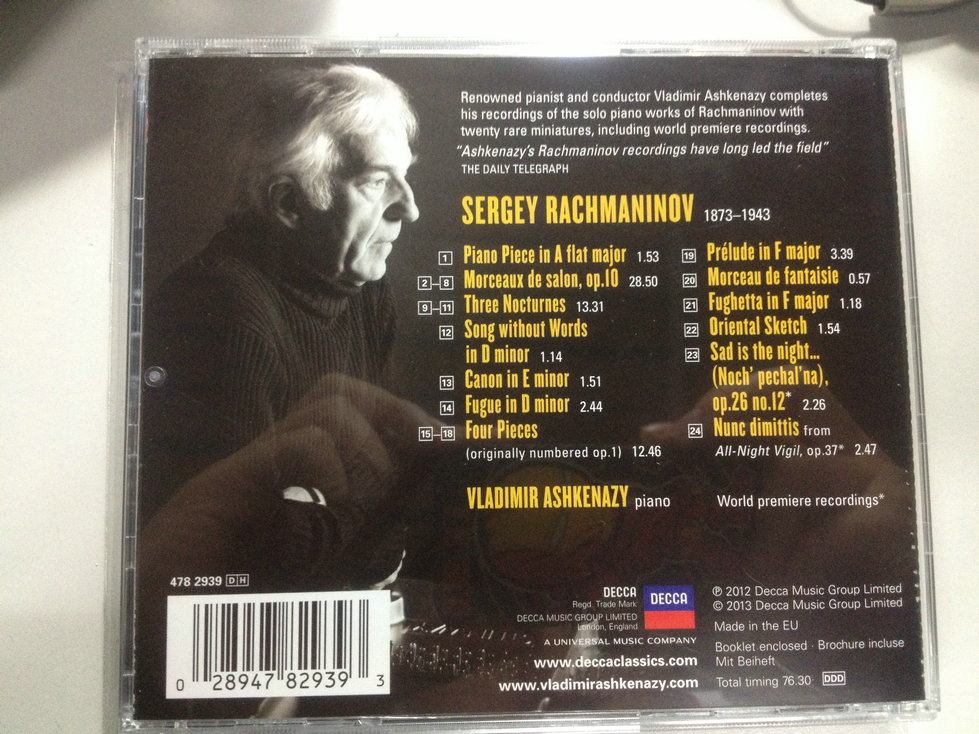 Renowned pianist and conductor Vladimir Ashkenazy completes
his recordings of the solo piano works of Rachmaninov with
twenty rare miniatures, including world premiere recordings.
“Ashkenazy’s Rachmaninov recordings have long led the field”
THE DAILY TELEGRAPH
SERGEY RACHMANINOV 1873–1943
1 Piano Piece in A flat major 1.53
2–8 Morceaux de salon, op.10 28.50
9–11 Three Nocturnes 13.31
12 Song without Words
in D minor 1.14
13 Canon in E minor 1.51
14 Fugue in D minor 2.44
15–18 Four Pieces
(originally numbered op.1) 12.46
19 Prélude in F major 3.39
20 Morceau de fantaisie 0.57
21 Fughetta in F major 1.18
22 Oriental Sketch 1.54
23 Sad is the night...
(Noch’ pechal’na),
op.26 no.12* 2.26
24 Nunc dimittis from
All-Night Vigil, op.37* 2.47
VLADIMIR ASHKENAZY piano
World premiere recordings*
478 2939 DH
0 28947 82939 3
DECCA
Regd. Trade Mark
DECCA MUSIC GROUP LIMITED
London, England
DECCA
A UNIVERSAL MUSIC COMPANY
www.deccaclassics.com
www.vladimirashkenazy.com
℗ 2012 Decca Music Group Limited
© 2013 Decca Music Group Limited
Made in the EU
Booklet enclosed · Brochure incluse
Mit Beiheft
Total timing 76.30 DDD